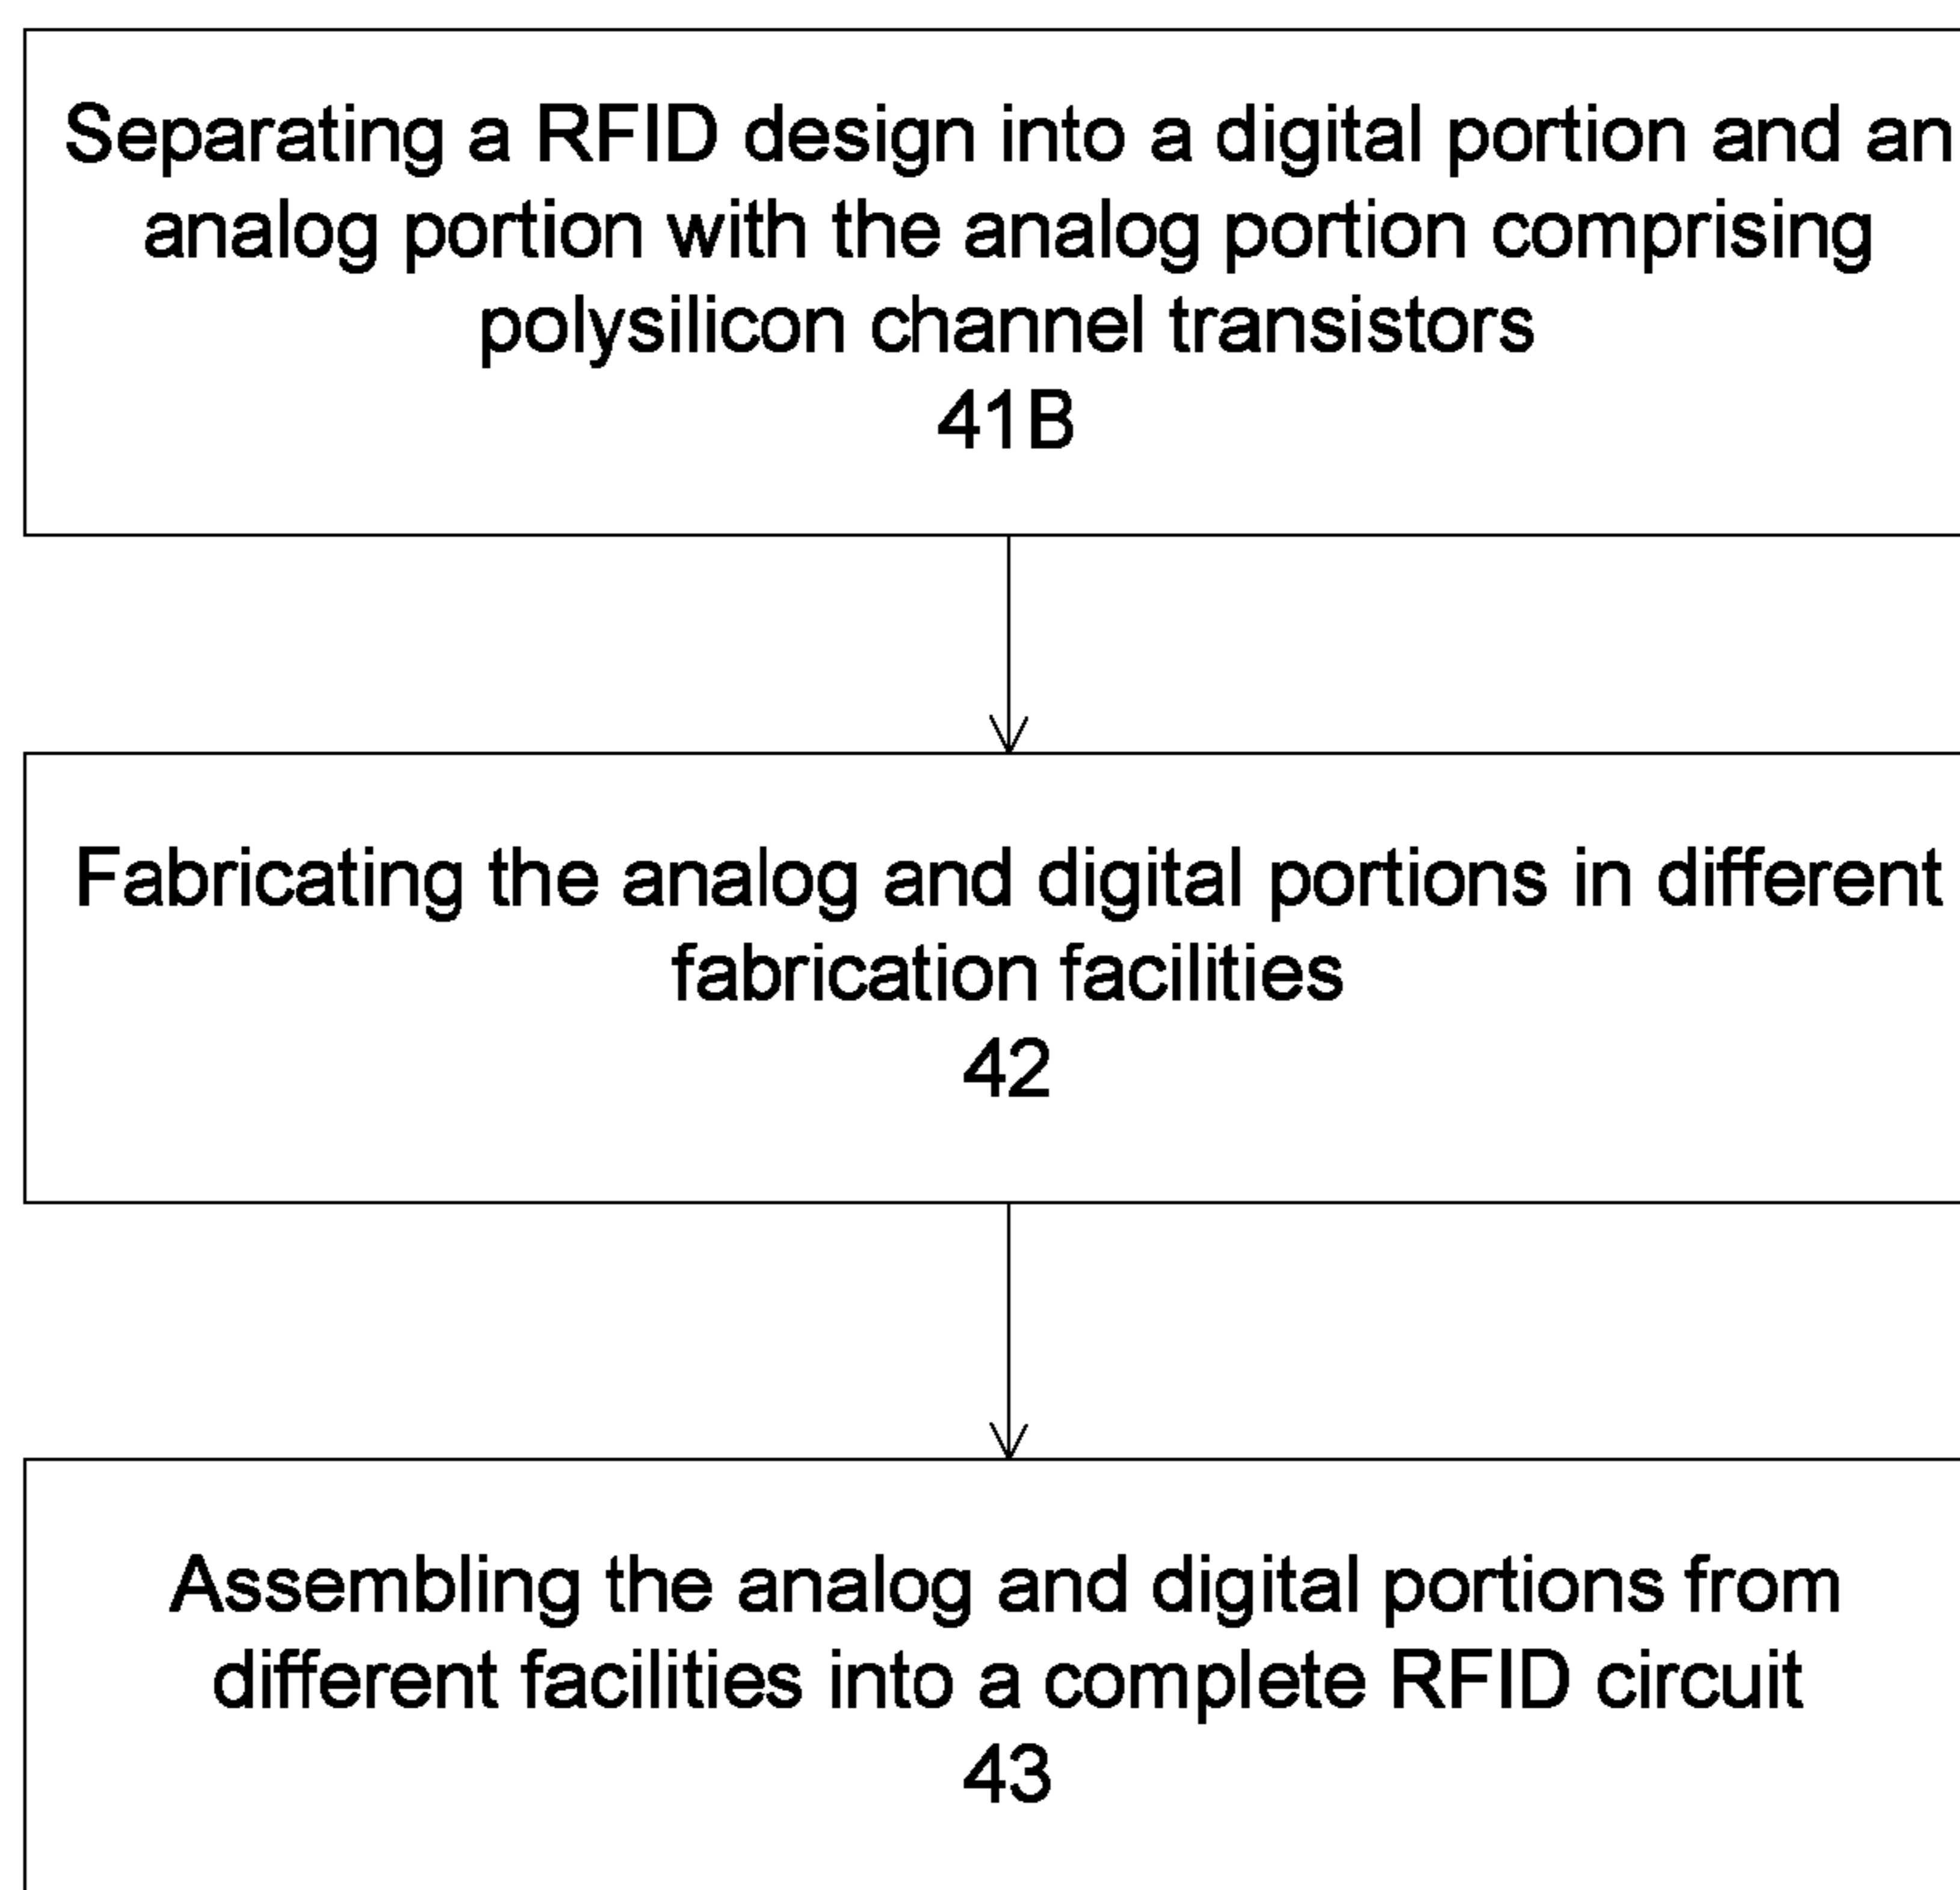 Separating a RFID design into a digital portion and an
analog portion with the analog portion comprising
polysilicon channel transistors
41B
Fabricating the analog and digital portions in different
fabrication facilities
42
Assembling the analog and digital portions from
different facilities into a complete RFID circuit
43